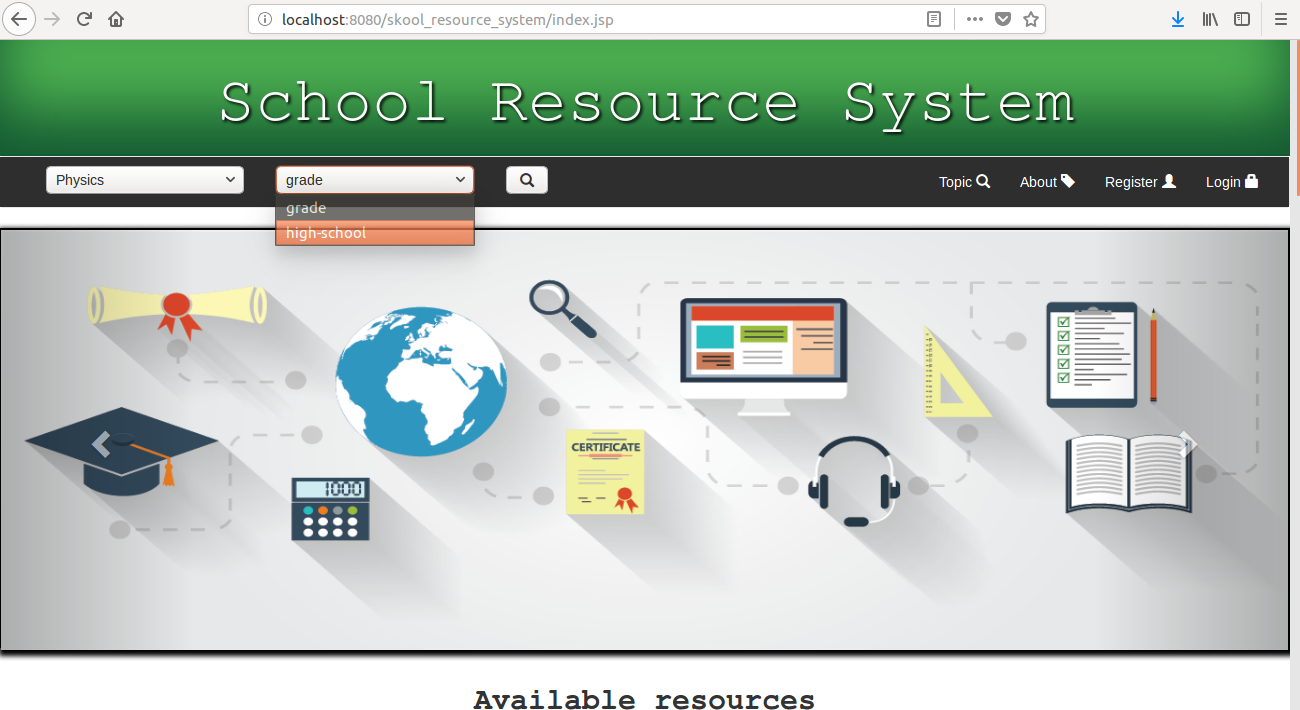 localhost:8080/skool_resource_system/index.jsp
School Resource System
Physics
grade
Topic
About
Register
Login
grade
high-school
CERTIFICATE
1000
Available resources